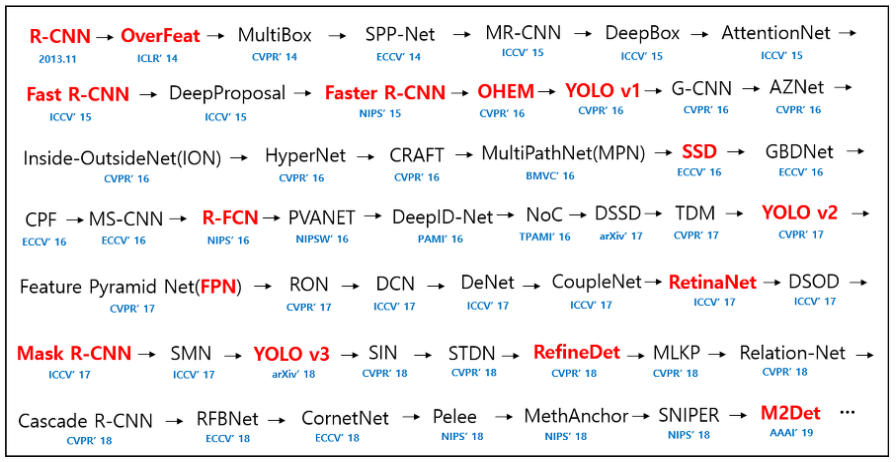 R-CNN → OverFeat → MultiBox → SPP-Net → MR-CNN → DeepBox → AttentionNet →
2013.11 ICLR' 14 CVPR' 14 ECCV' 14 ICCV' 15 ICCV' 15 ICCV' 15
Fast R-CNN → DeepProposal → Faster R-CNN → OHEM → YOLO v1 → G-CNN → AZNet →
ICCV' 15 ICCV' 15 NIPS' 15 CVPR' 16 CVPR' 16 CVPR' 16 CVPR' 16
Inside-OutsideNet(ION) → HyperNet → CRAFT → MultiPathNet(MPN) → SSD → GBDNet →
CVPR' 16 CVPR' 16 CVPR' 16 BMVC' 16 ECCV' 16 ECCV' 16
CPF → MS-CNN → R-FCN → PVANET → DeepID-Net → NoC → DSSD → TDM → YOLO v2 →
ECCV' 16 ECCV' 16 NIPS' 16 NIPSW' 16 PAMI' 16 TPAMI' 16 arXiv' 17 CVPR' 17 CVPR' 17
Feature Pyramid Net(FPN) → RON → DCN → DeNet → CoupleNet → RetinaNet → DSOD →
CVPR' 17 CVPR' 17 ICCV' 17 ICCV' 17 ICCV' 17 ICCV' 17 ICCV' 17
Mask R-CNN → SMN → YOLO v3 → SIN → STDN → RefineDet → MLKP → Relation-Net →
ICCV' 17 ICCV' 17 arXiv' 18 CVPR' 18 CVPR' 18 CVPR' 18 CVPR' 18 CVPR' 18
Cascade R-CNN → RFBNet → CornetNet → Pelee → MethAnchor → SNIPER → M2Det ⋯
CVPR' 18 ECCV' 18 ECCV' 18 NIPS' 18 NIPS' 18 NIPS' 18 AAAI' 19